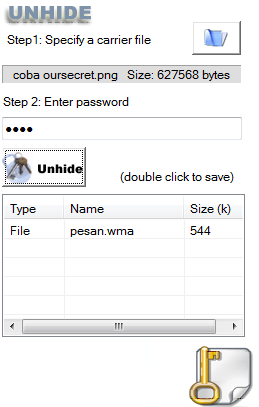 UNHIDE
Step1: Specify a carrier file
coba oursecret.png Size: 627568 bytes
Step 2: Enter password
●●●●
Unhide
(double click to save)
Type Name Size (k)
File pesan.wma 544